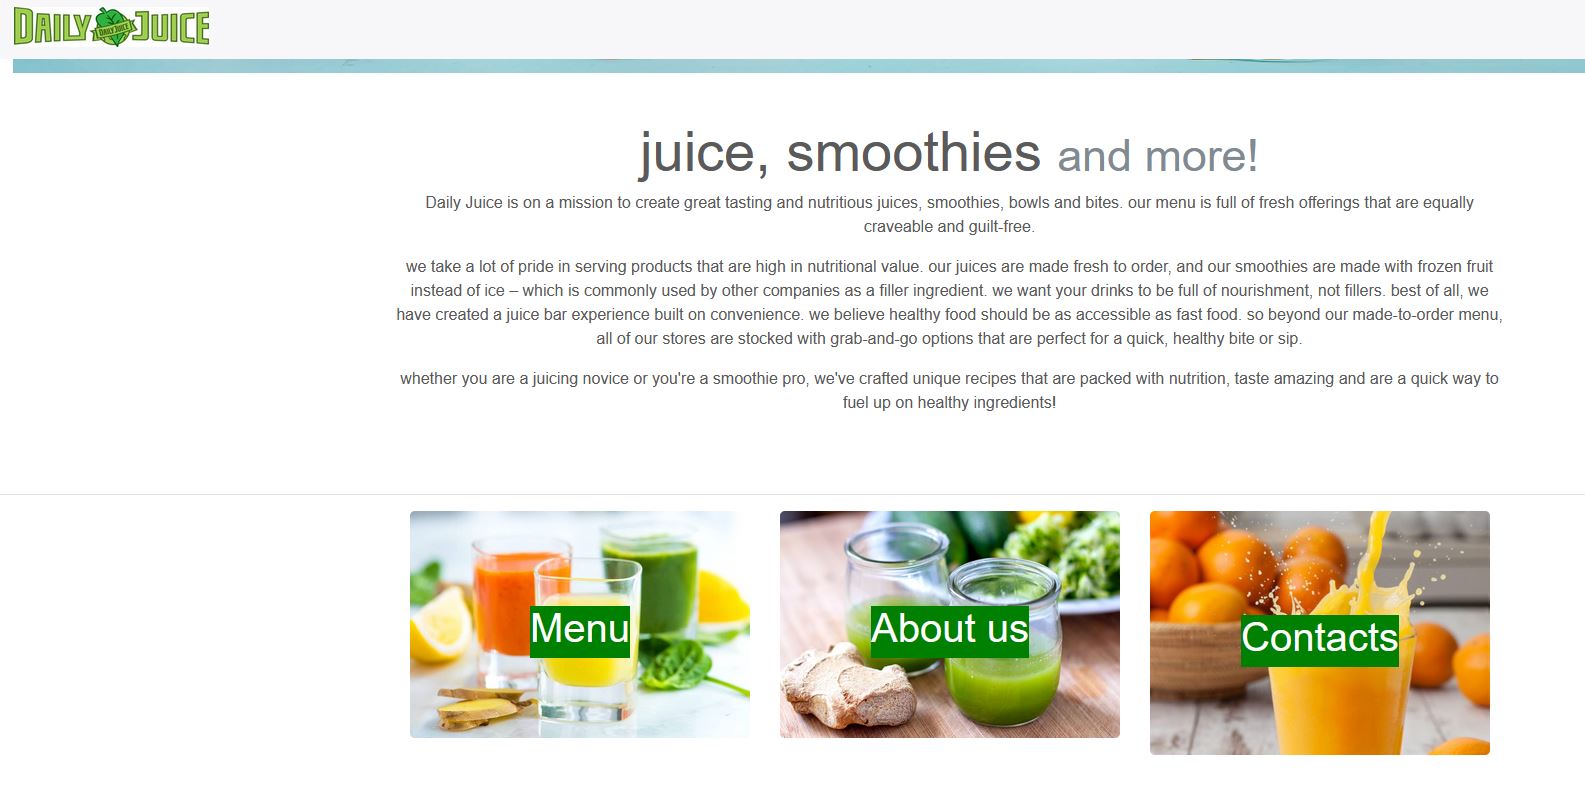 DAILY JUICE
DAILY JUICE
juice, smoothies and more!
Daily Juice is on a mission to create great tasting and nutritious juices, smoothies, bowls and bites. our menu is full of fresh offerings that are equally
craveable and guilt-free.
we take a lot of pride in serving products that are high in nutritional value. our juices are made fresh to order, and our smoothies are made with frozen fruit
instead of ice – which is commonly used by other companies as a filler ingredient. we want your drinks to be full of nourishment, not fillers. best of all, we
have created a juice bar experience built on convenience. we believe healthy food should be as accessible as fast food. so beyond our made-to-order menu,
all of our stores are stocked with grab-and-go options that are perfect for a quick, healthy bite or sip.
whether you are a juicing novice or you're a smoothie pro, we've crafted unique recipes that are packed with nutrition, taste amazing and are a quick way to
fuel up on healthy ingredients!
Menu
About us
Contacts